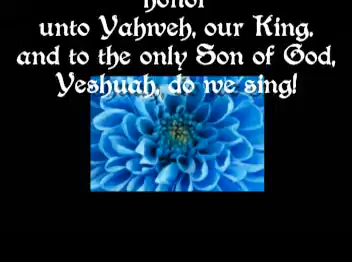 honor
unto Yahweh, our King,
and to the only Son of God,
Yeshuah, do we sing!